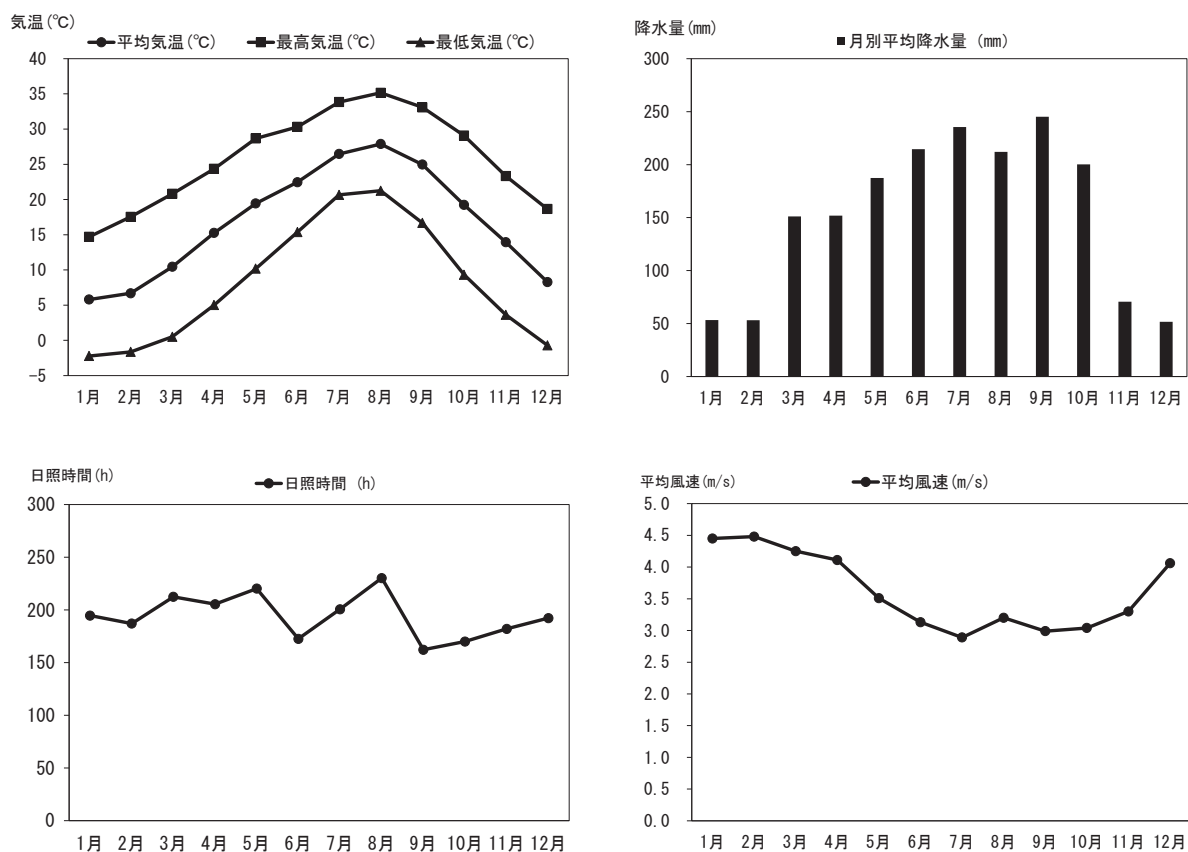 気温(℃)
平均気温(℃) 最高気温(℃) 最低気温(℃)
40
35
30
25
20
15
10
5
0
-5
1月 2月 3月 4月 5月 6月 7月 8月 9月 10月 11月 12月
降水量(mm)
月別平均降水量 (mm)
300
250
200
150
100
50
0
1月 2月 3月 4月 5月 6月 7月 8月 9月 10月 11月 12月
日照時間(h)
日照時間 (h)
300
250
200
150
100
50
0
1月 2月 3月 4月 5月 6月 7月 8月 9月 10月 11月 12月
平均風速(m/s)
平均風速(m/s)
5.0
4.5
4.0
3.5
3.0
2.5
2.0
1.5
1.0
0.5
0.0
1月 2月 3月 4月 5月 6月 7月 8月 9月 10月 11月 12月